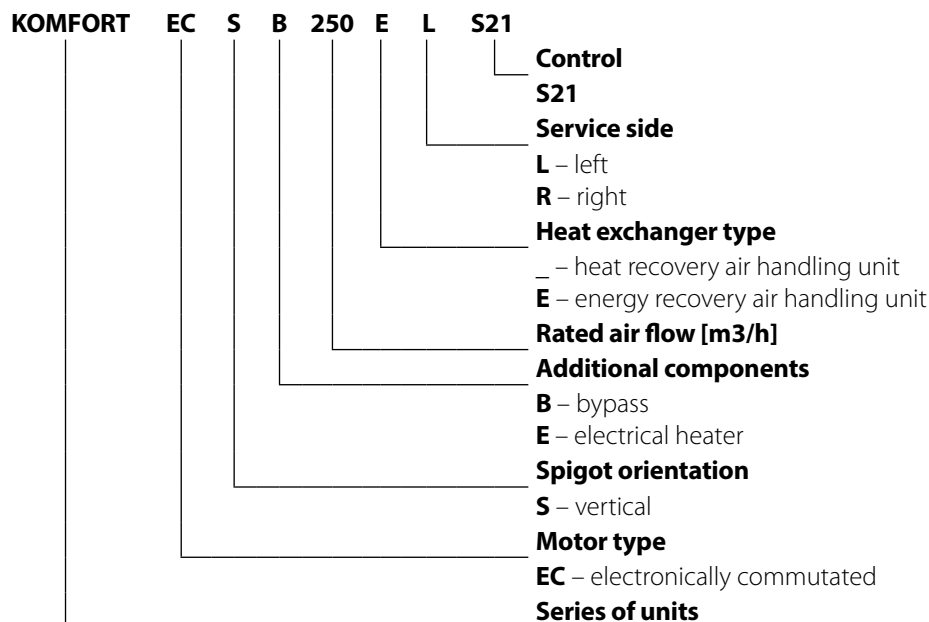 KOMFORT EC S B 250 E L S21
Control
S21
Service side
L – left
R – right
Heat exchanger type
_ – heat recovery air handling unit
E – energy recovery air handling unit
Rated air flow [m3/h]
Additional components
B – bypass
E – electrical heater
Spigot orientation
S – vertical
Motor type
EC – electronically commutated
Series of units